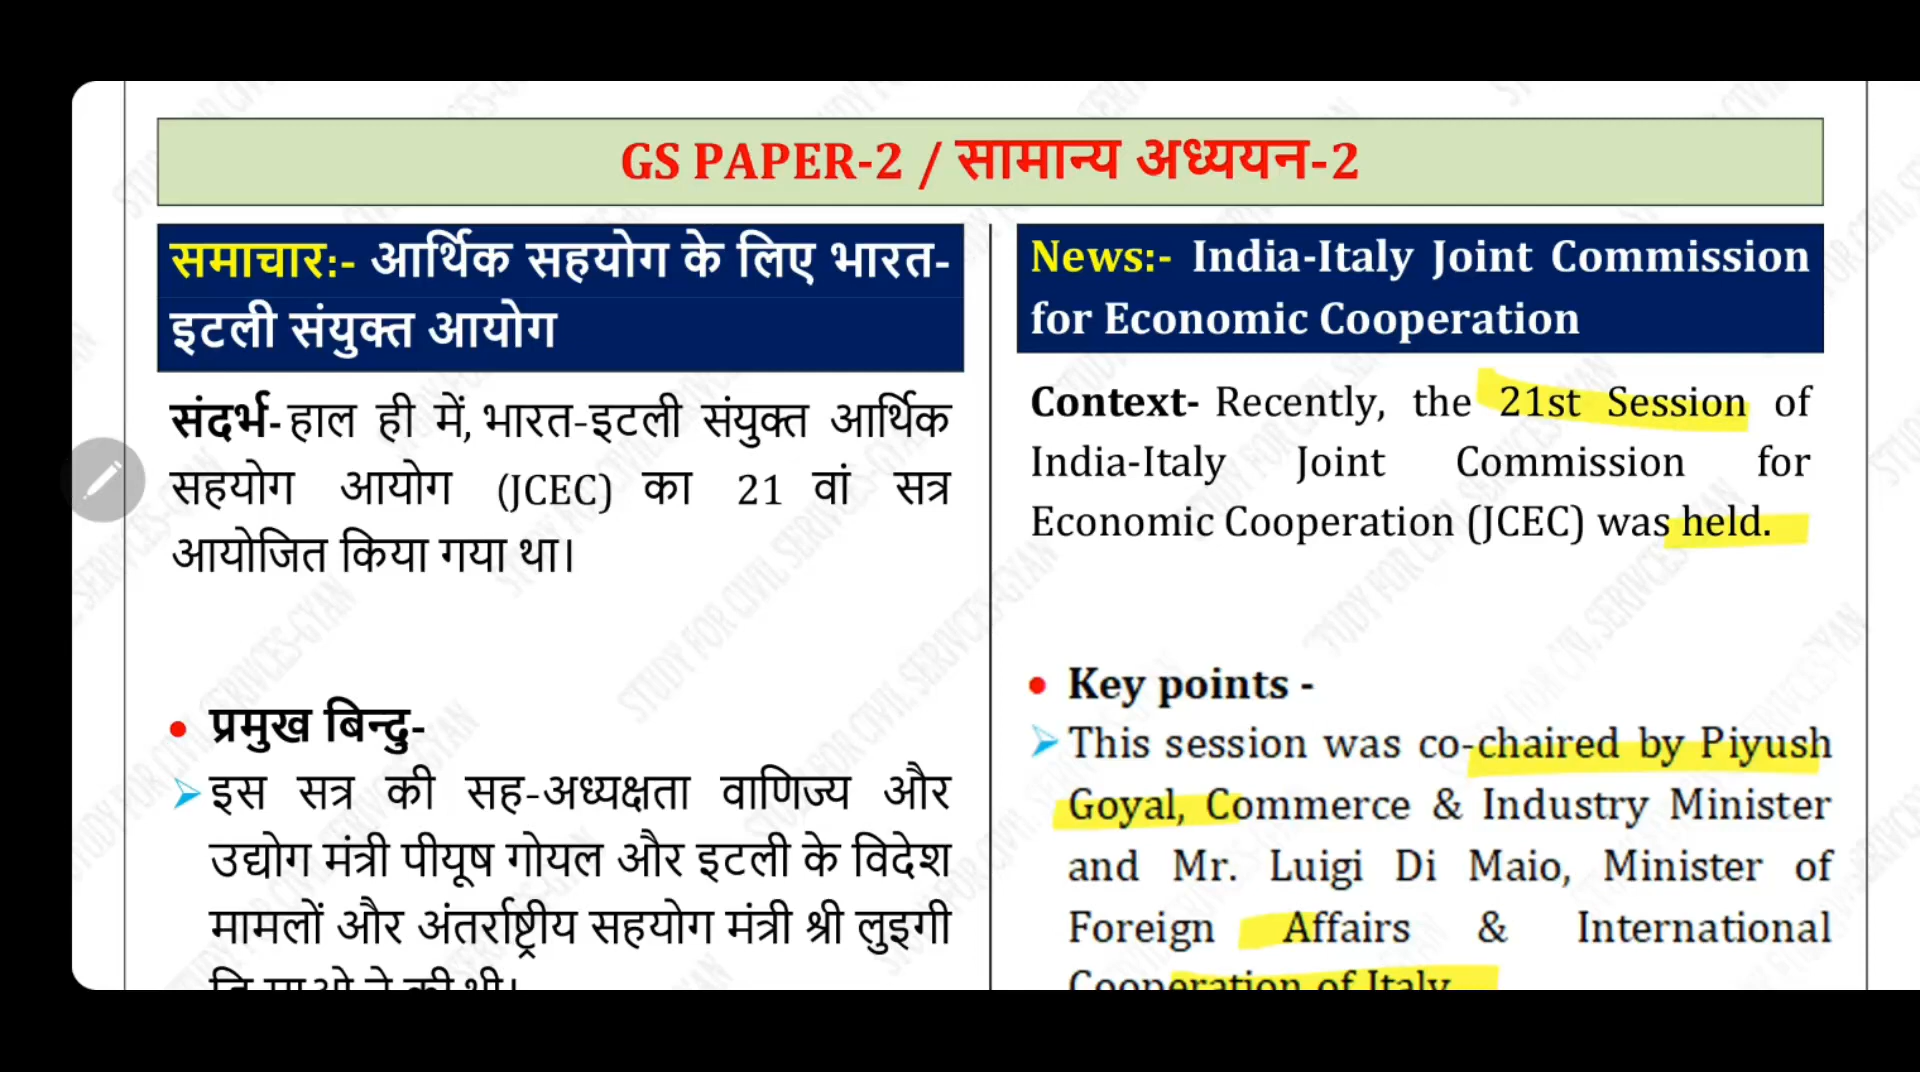 GS PAPER-2 / सामान्य अध्ययन-2
समाचार:- आर्थिक सहयोग के लिए भारत-
इटली संयुक्त आयोग
संदर्भ- हाल ही में, भारत-इटली संयुक्त आर्थिक
सहयोग आयोग (JCEC) का 21 वां सत्र
आयोजित किया गया था।
• प्रमुख बिन्दु-
➢ इस सत्र की सह-अध्यक्षता वाणिज्य और
उद्योग मंत्री पीयूष गोयल और इटली के विदेश
मामलों और अंतर्राष्ट्रीय सहयोग मंत्री श्री लुइगी
News:- India-Italy Joint Commission
for Economic Cooperation
Context- Recently, the 21st Session of
India-Italy Joint Commission for
Economic Cooperation (JCEC) was held.
• Key points -
➢ This session was co-chaired by Piyush
Goyal, Commerce & Industry Minister
and Mr. Luigi Di Maio, Minister of
Foreign Affairs & International
Cooperation of Italy